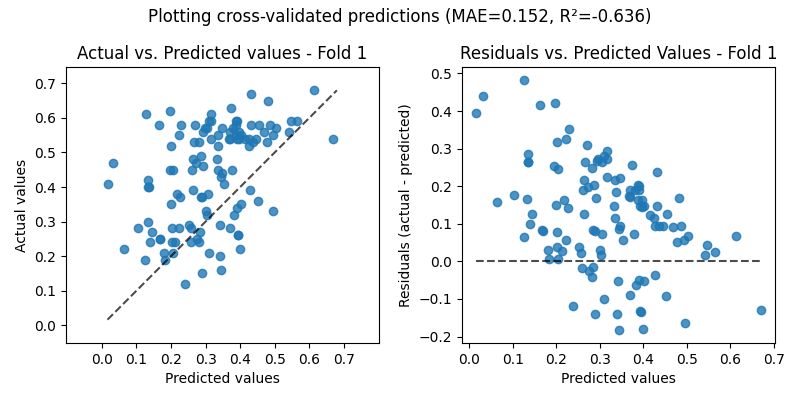 Plotting cross-validated predictions (MAE=0.152, R²=-0.636)
Actual vs. Predicted values - Fold 1
Actual values
0.7
0.6
0.5
0.4
0.3
0.2
0.1
0.0
0.0 0.1 0.2 0.3 0.4 0.5 0.6 0.7
Predicted values
Residuals vs. Predicted Values - Fold 1
Residuals (actual - predicted)
0.5
0.4
0.3
0.2
0.1
0.0
−0.1
−0.2
0.0 0.1 0.2 0.3 0.4 0.5 0.6 0.7
Predicted values